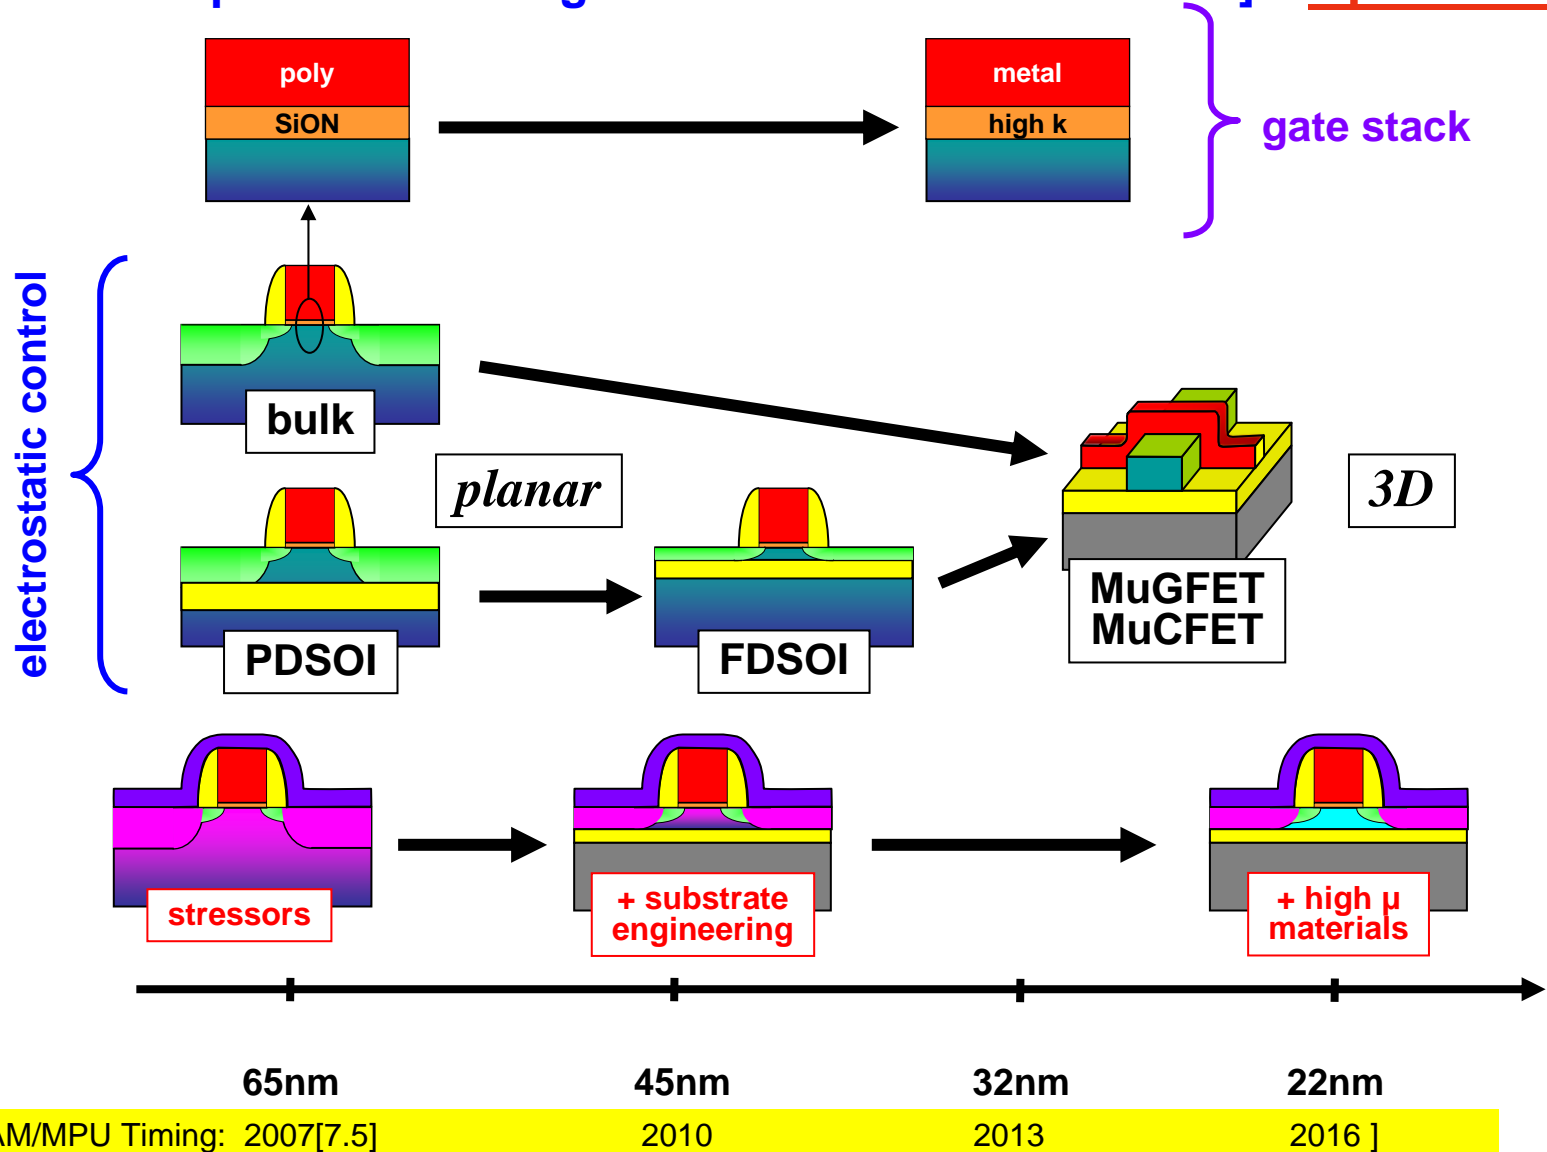 poly
SiON
metal
high k
gate stack
electrostatic control
bulk
planar
3D
PDSOI
FDSOI
MuGFET
MuCFET
stressors
+ substrate
engineering
+ high µ
materials
65nm 45nm 32nm 22nm
AM/MPU Timing: 2007[7.5] 2010 2013 2016 ]